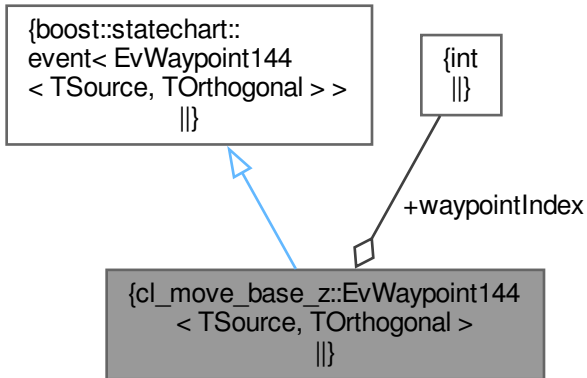 {boost::statechart::
event< EvWaypoint144
< TSource, TOrthogonal > >
||}
{int
||}
+waypointIndex
{cl_move_base_z::EvWaypoint144
< TSource, TOrthogonal >
||}